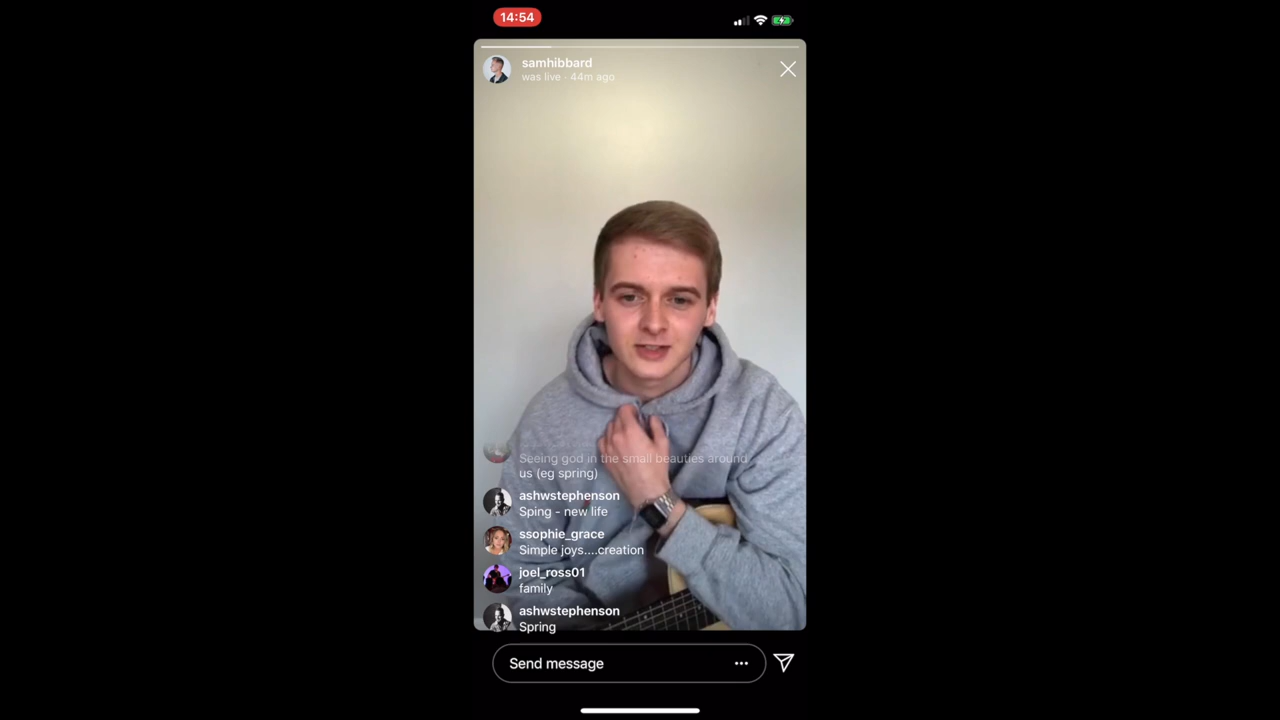 14:54
samhibbard
was live · 44m ago
Seeing god in the small beauties around
us (eg spring)
ashwstephenson
Sping - new life
ssophie_grace
Simple joys....creation
joel_ross01
family
ashwstephenson
Spring
Send message